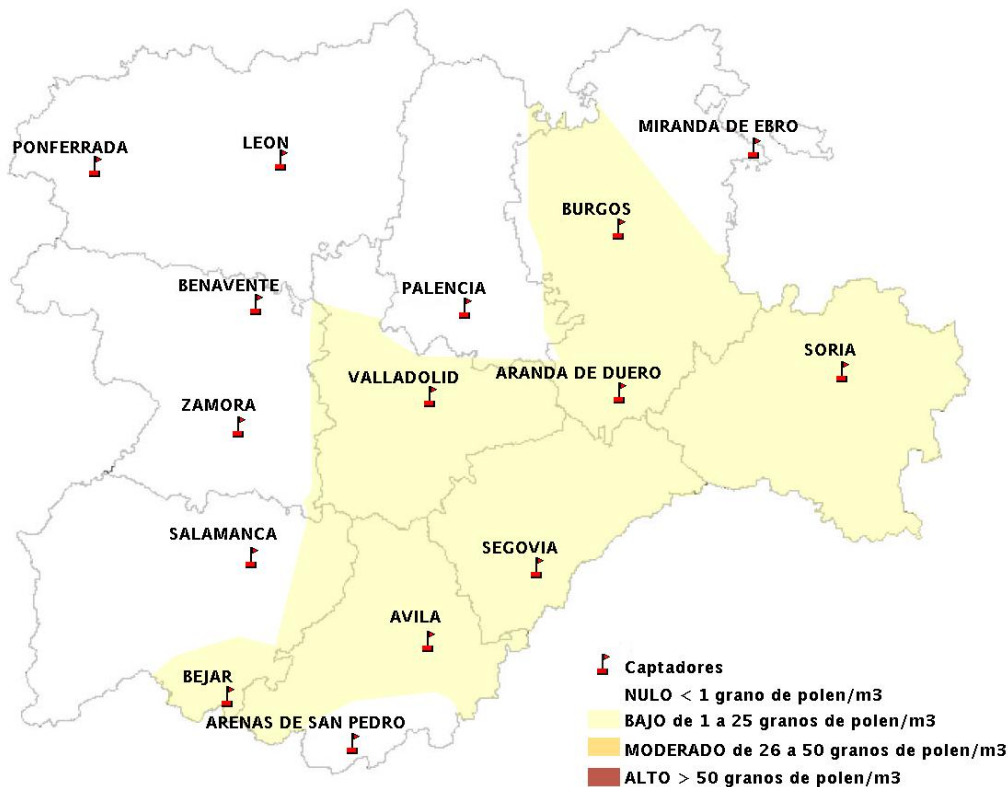 MIRANDA DE EBRO
PONFERRADA
LEON
BURGOS
BENAVENTE
PALENCIA
SORIA
VALLADOLID
ARANDA DE DUERO
ZAMORA
SALAMANCA
SEGOVIA
AVILA
BEJAR
ARENAS DE SAN PEDRO
Captadores
NULO < 1 grano de polen/m3
BAJO de 1 a 25 granos de polen/m3
MODERADO de 26 a 50 granos de polen/m3
ALTO > 50 granos de polen/m3